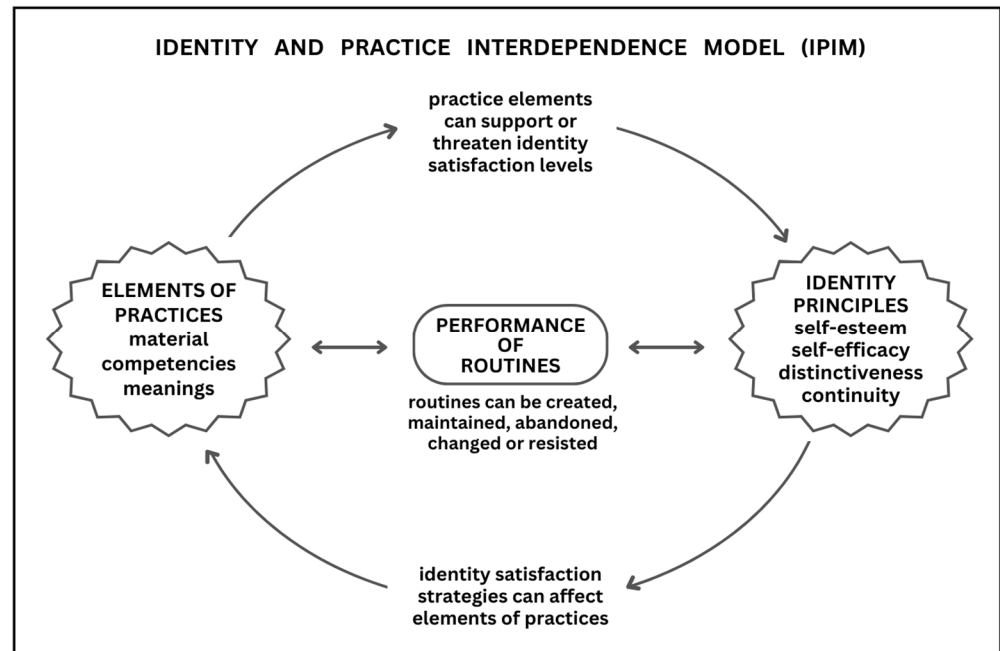 IDENTITY AND PRACTICE INTERDEPENDENCE MODEL (IPIM)
practice elements
can support or
threaten identity
satisfaction levels
ELEMENTS OF
PRACTICES
material
competencies
meanings
PERFORMANCE
OF
ROUTINES
routines can be created,
maintained, abandoned,
changed or resisted
IDENTITY
PRINCIPLES
self-esteem
self-efficacy
distinctiveness
continuity
identity satisfaction
strategies can affect
elements of practices